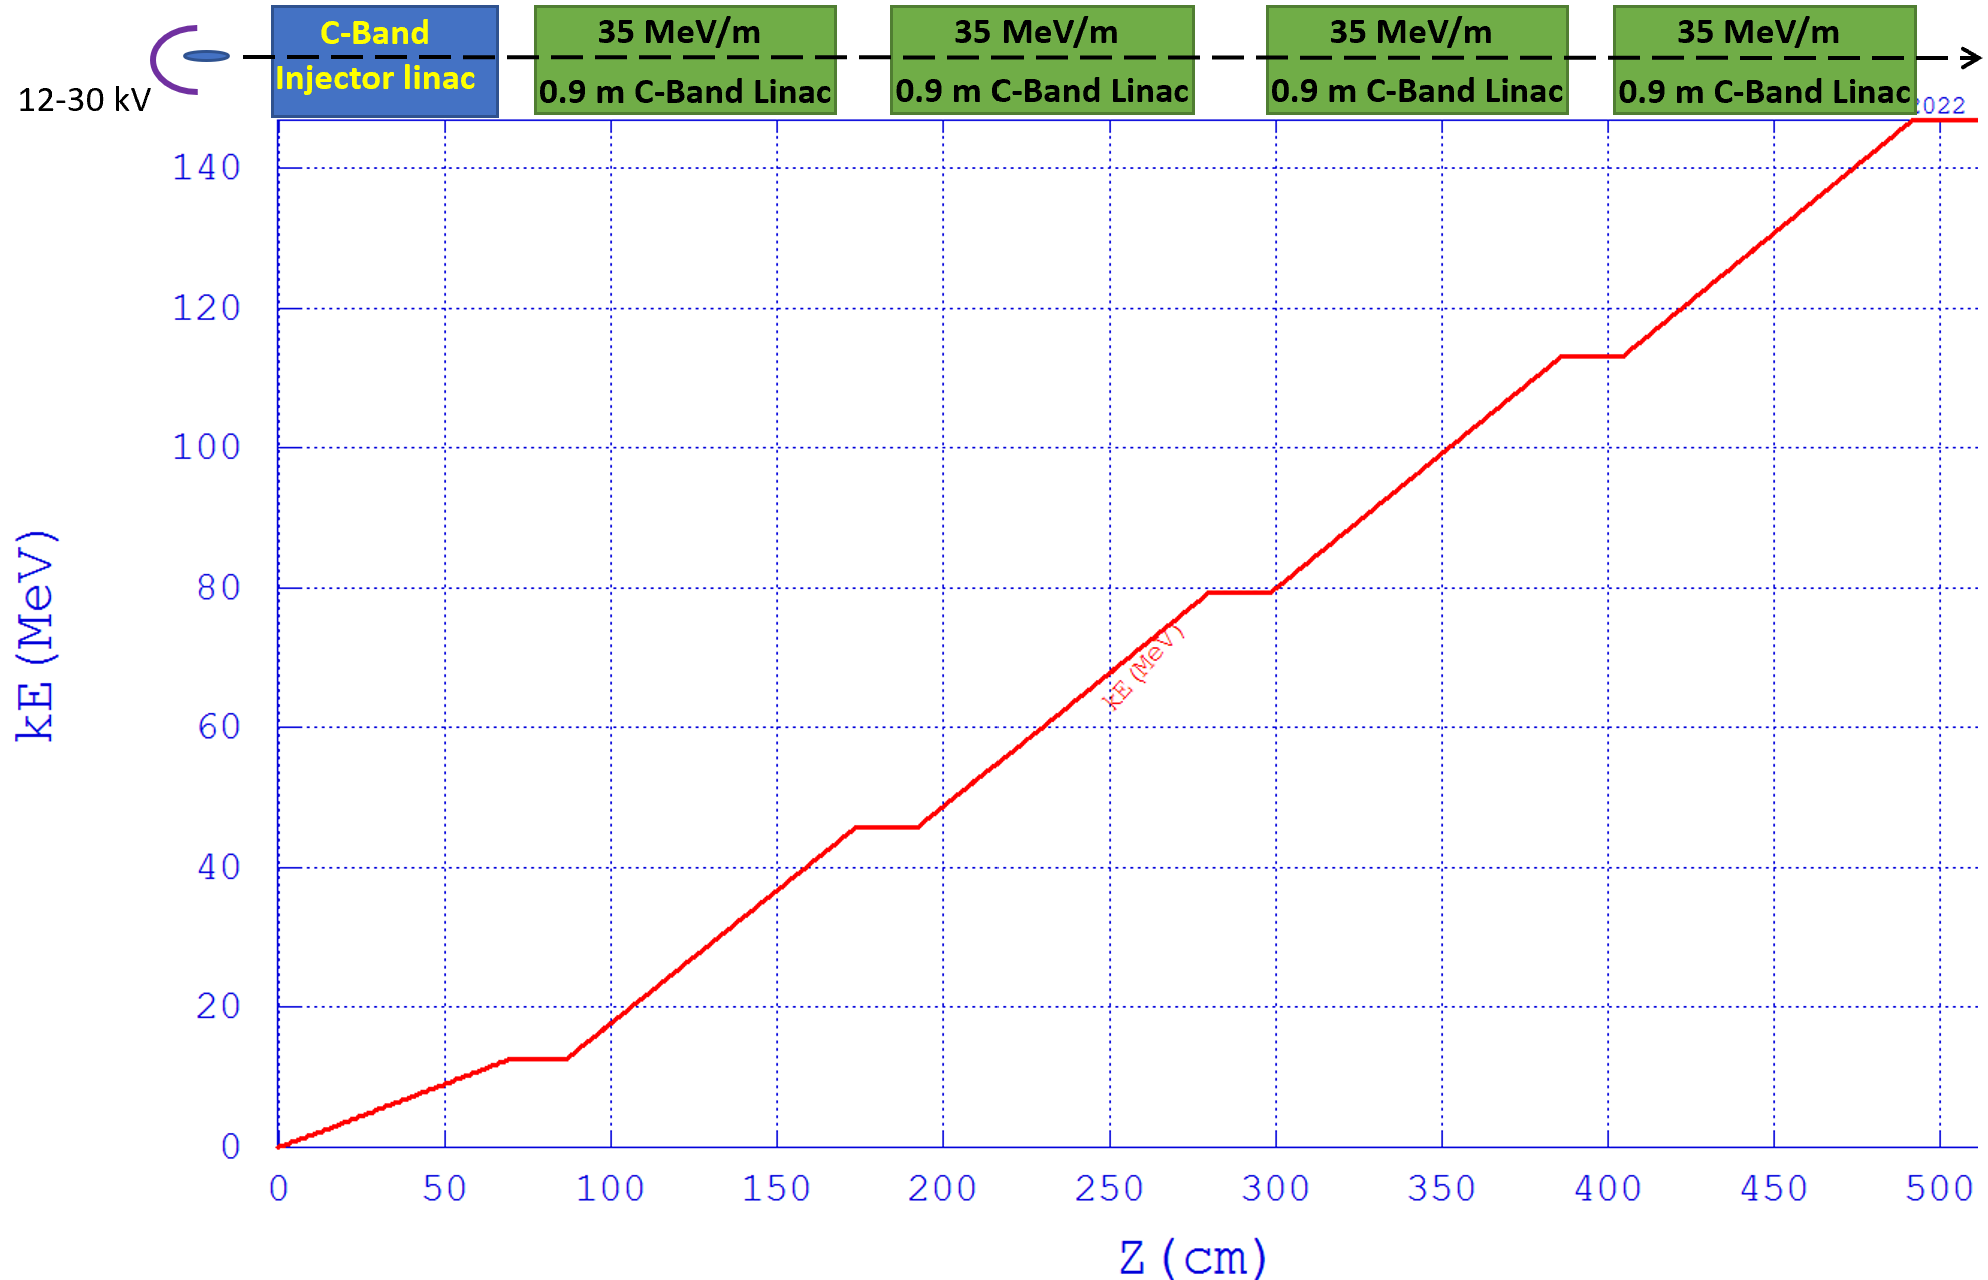 C-Band
Injector linac
35 MeV/m
0.9 m C-Band Linac
35 MeV/m
0.9 m C-Band Linac
35 MeV/m
0.9 m C-Band Linac
35 MeV/m
0.9 m C-Band Linac
12-30 kV
2022
140
120
100
80
60
40
20
0
kE (MeV)
kE (MeV)
0 50 100 150 200 250 300 350 400 450 500
Z (cm)